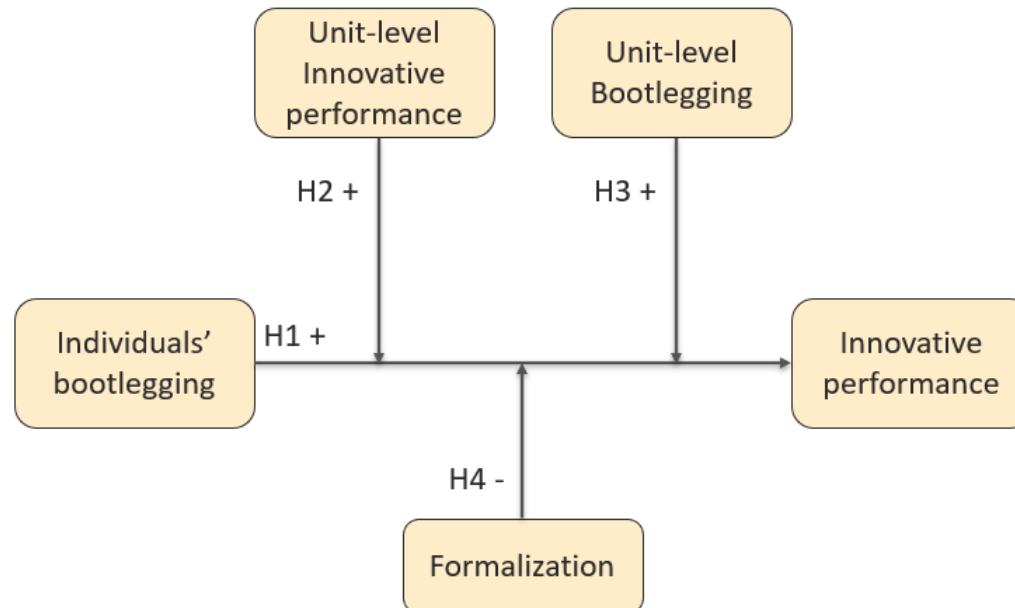 Unit-level
Innovative
performance
Unit-level
Bootlegging
H2 +
H3 +
Individuals’
bootlegging
H1 +
Innovative
performance
H4 -
Formalization